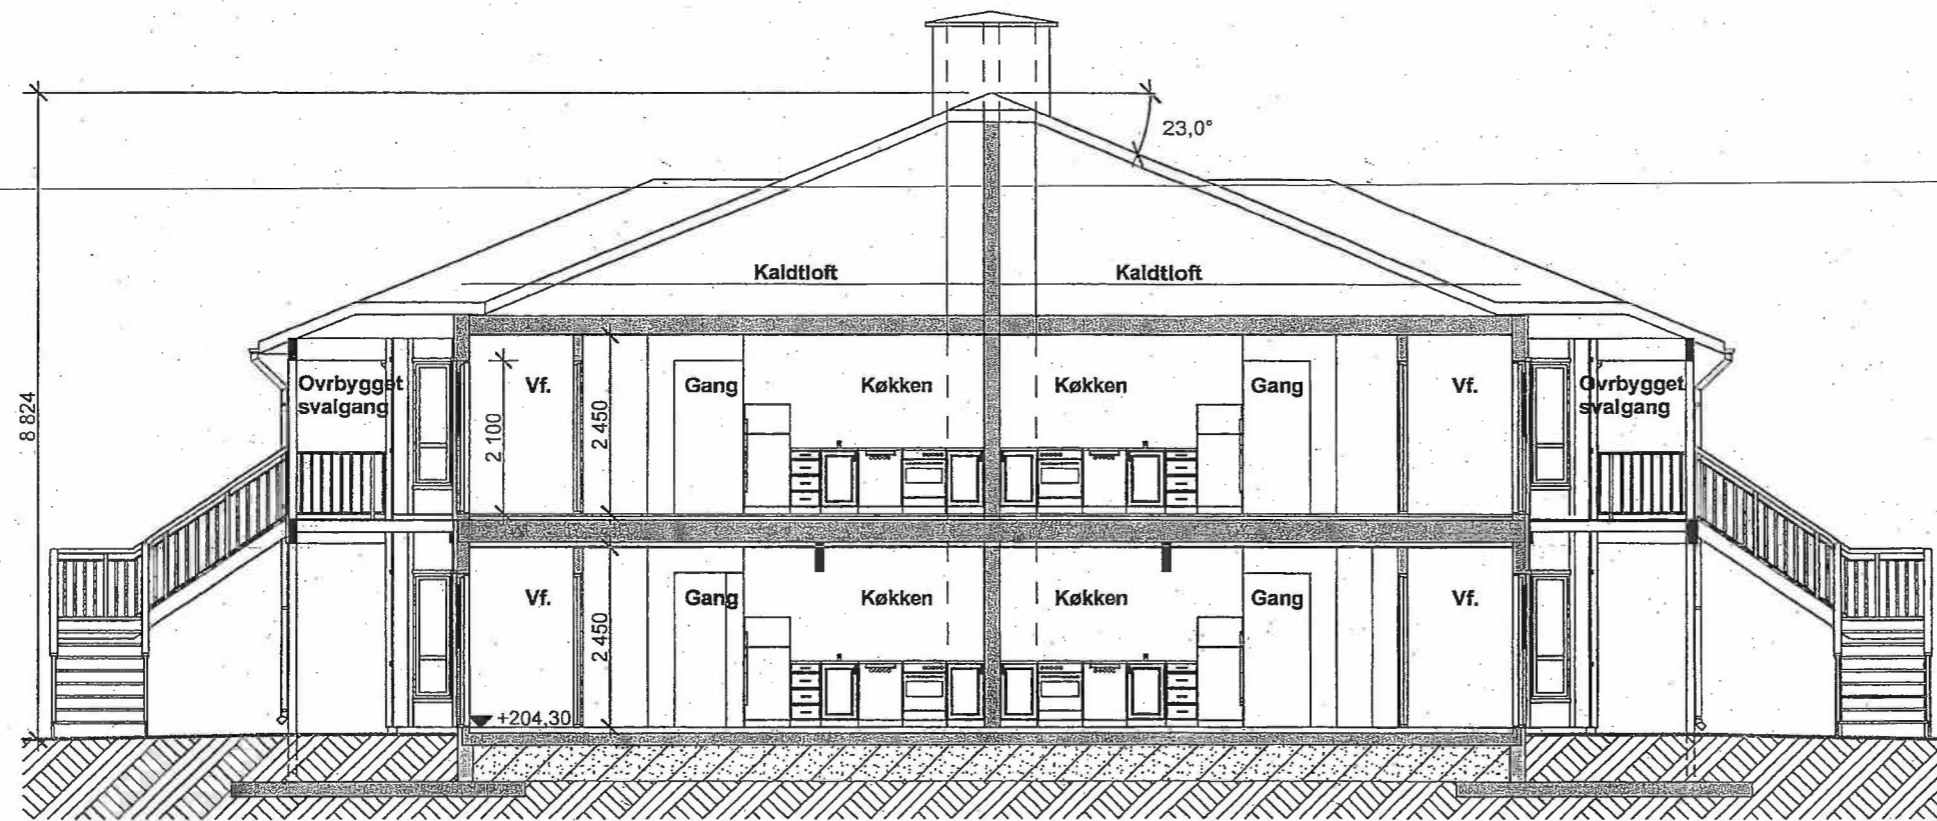 23,0°
Kaldtloft Kaldtloft
8 824
Ovrbygget
svalgang
Vf.
2 100
2 450
Gang
Køkken
Køkken
Gang
Vf.
Ovrbygget
svalgang
Vf.
2 450
Gang
Køkken
Køkken
Gang
Vf.
+204,30